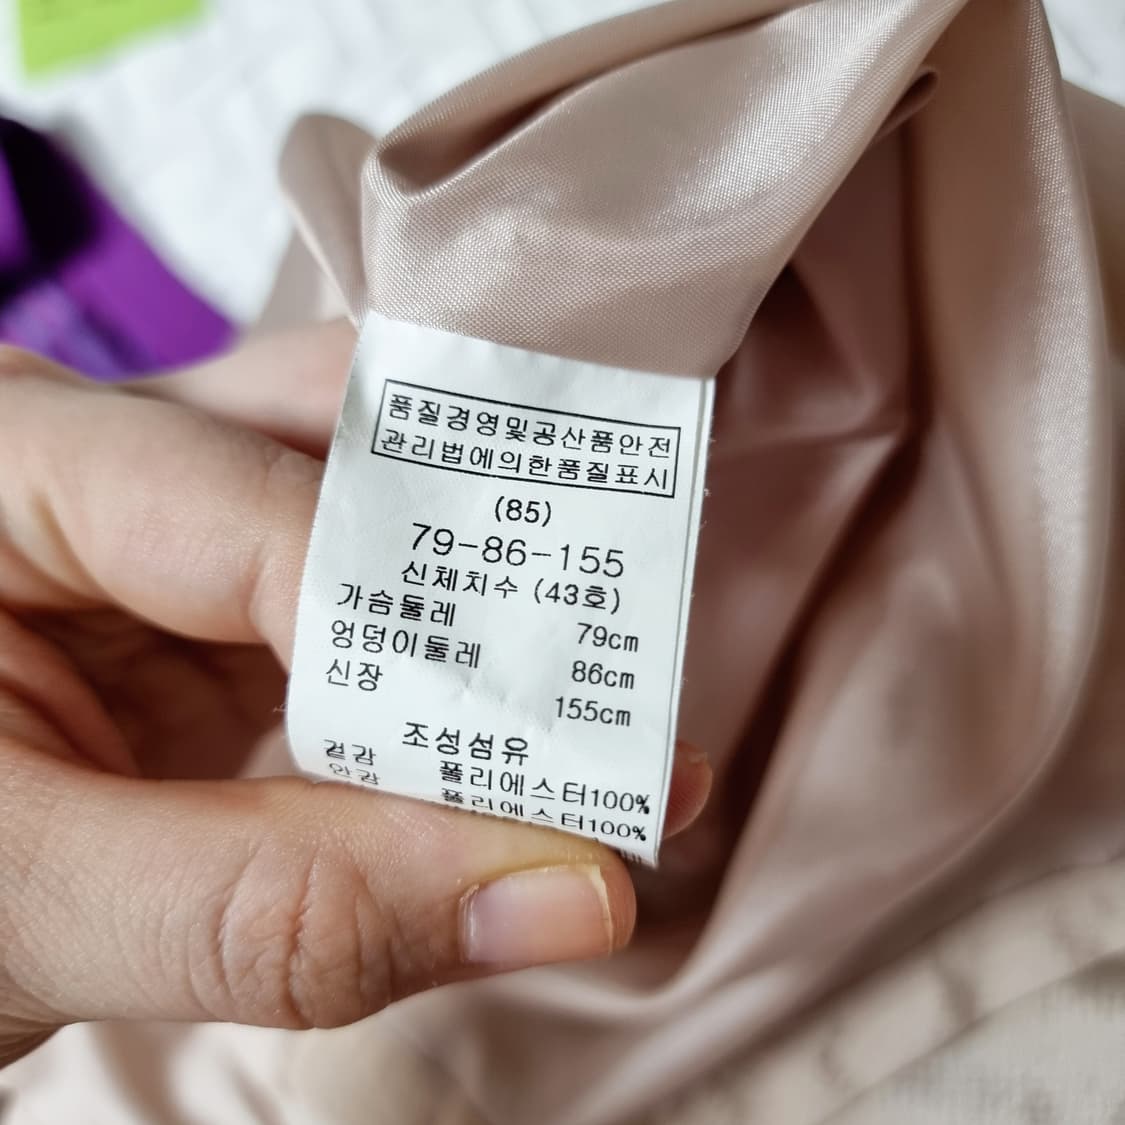 품질경영및공산품안전
관리법에의한품질표시
(85)
79-86-155
신체치수 (43호)
가슴둘레 79cm
엉덩이둘레 86cm
신장 155cm
조성섬유
겉감 폴리에스터100%
안감 폴리에스터100%